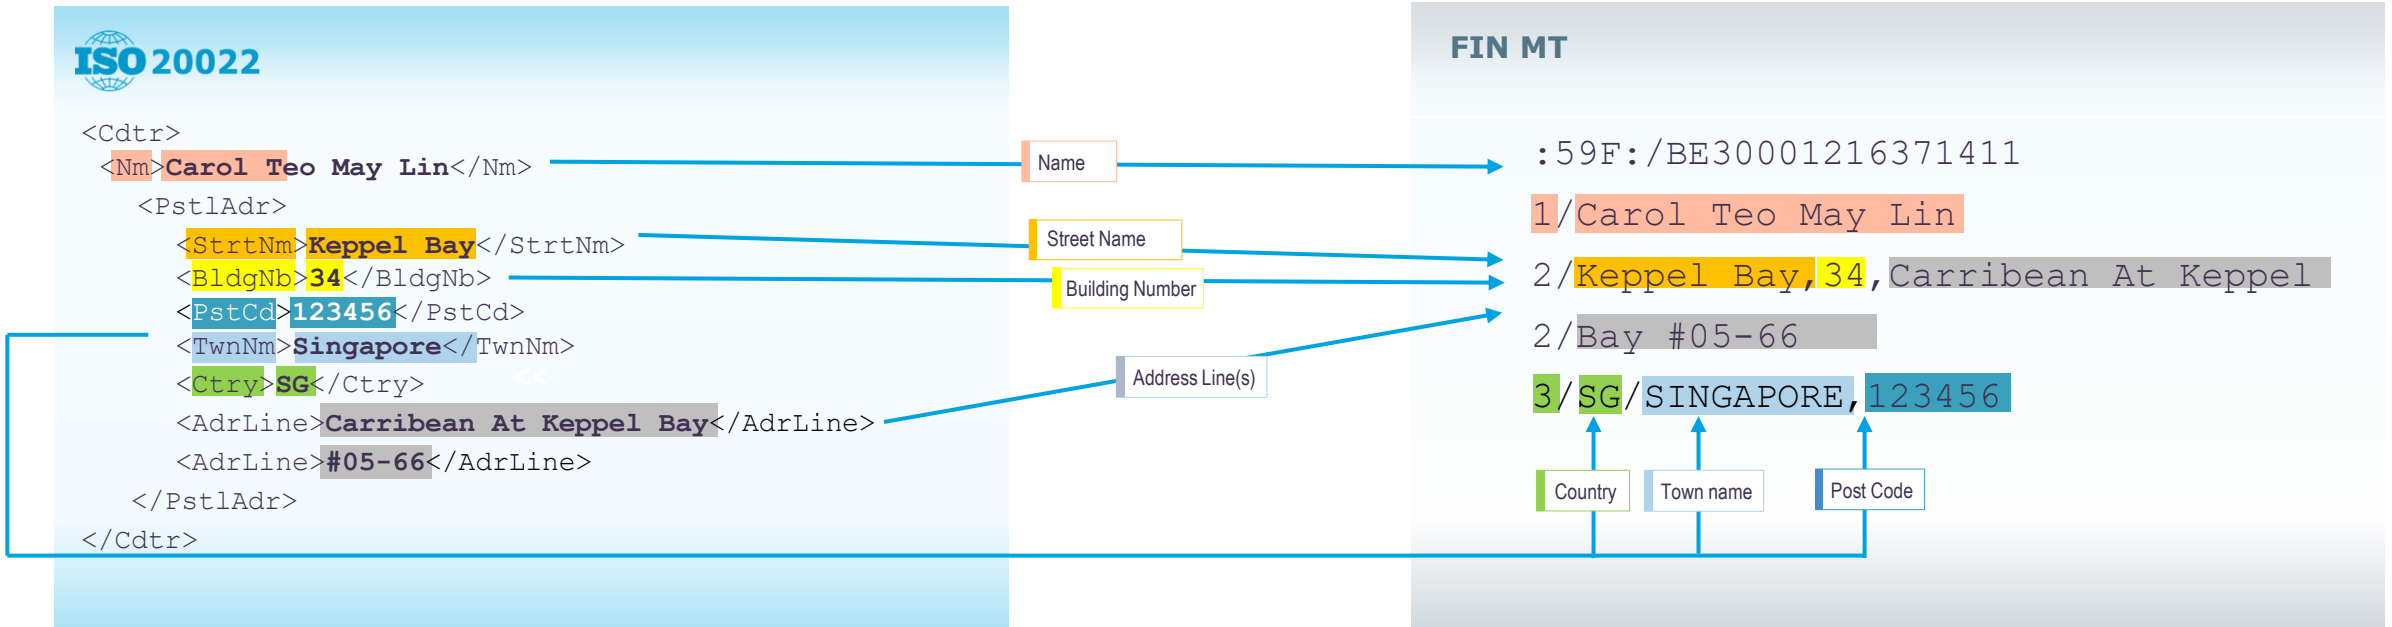 ISO 20022
<Cdtr>
<Nm>Carol Teo May Lin</Nm>
<PstlAdr>
<StrtNm>Keppel Bay</StrtNm>
<BldgNb>34</BldgNb>
<PstCd>123456</PstCd>
<TwnNm>Singapore</TwnNm>
<<
<Ctry>SG</Ctry>
<AdrLine>Carribean At Keppel Bay</AdrLine>
<AdrLine>#05-66</AdrLine>
</PstlAdr>
</Cdtr>
Name
Street Name
Building Number
Address Line(s)
FIN MT
:59F:/BE30001216371411
1/Carol Teo May Lin
2/Keppel Bay,34,Carribean At Keppel
2/Bay #05-66
3/SG/SINGAPORE,123456
Country
Town name
Post Code